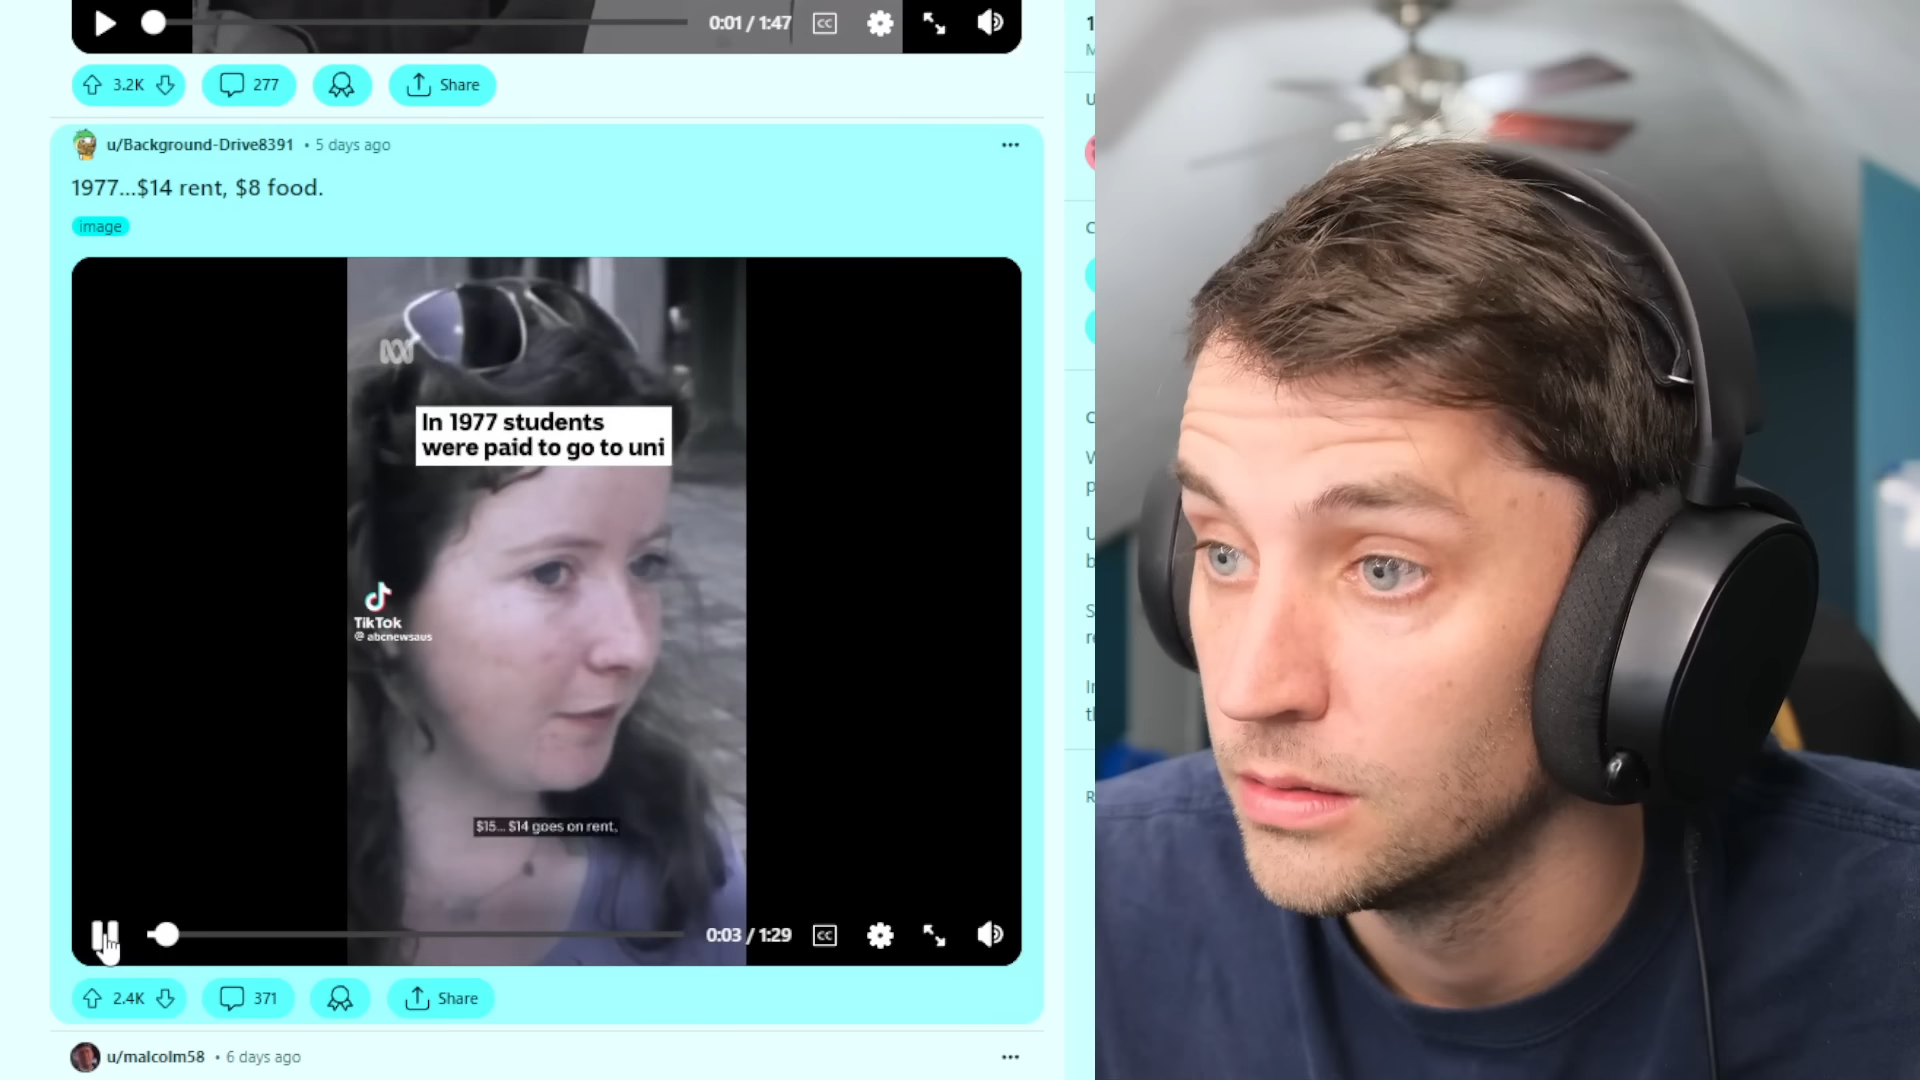 0:01 / 1:47
CC
3.2K
277
Share
u/Background-Drive8391 • 5 days ago
1977...$14 rent, $8 food.
image
In 1977 students
were paid to go to uni
TikTok
@ abcnewsaus
$15... $14 goes on rent,
0:03 / 1:29
CC
2.4K
371
Share
u/malcolm58 • 6 days ago